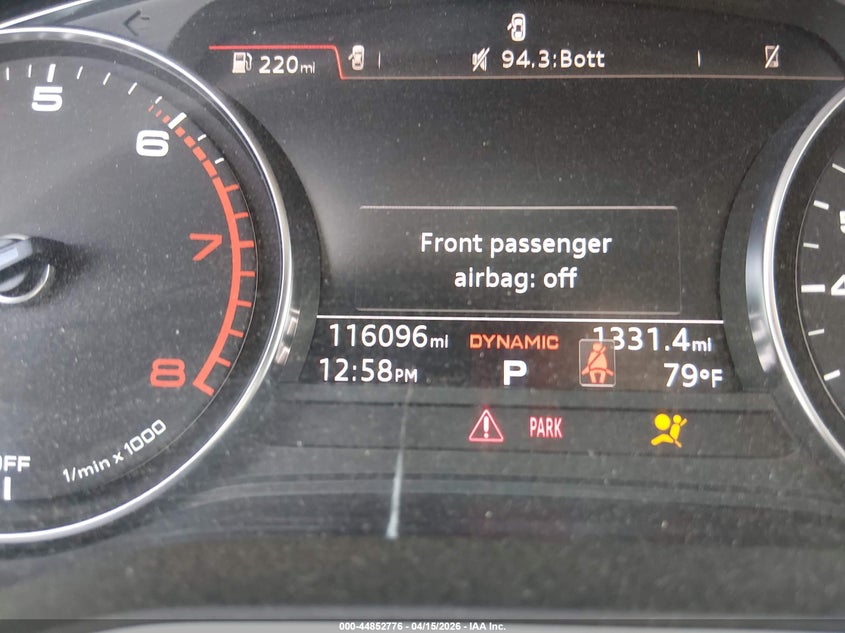 220mi
94.3:Bott
5
6
7
8
1/min x 1000
Front passenger
airbag: off
116096mi DYNAMIC 1331.4mi
12:58PM P 79°F
PARK
OFF
4
000-44852776 - 04/15/2026 - IAA Inc.